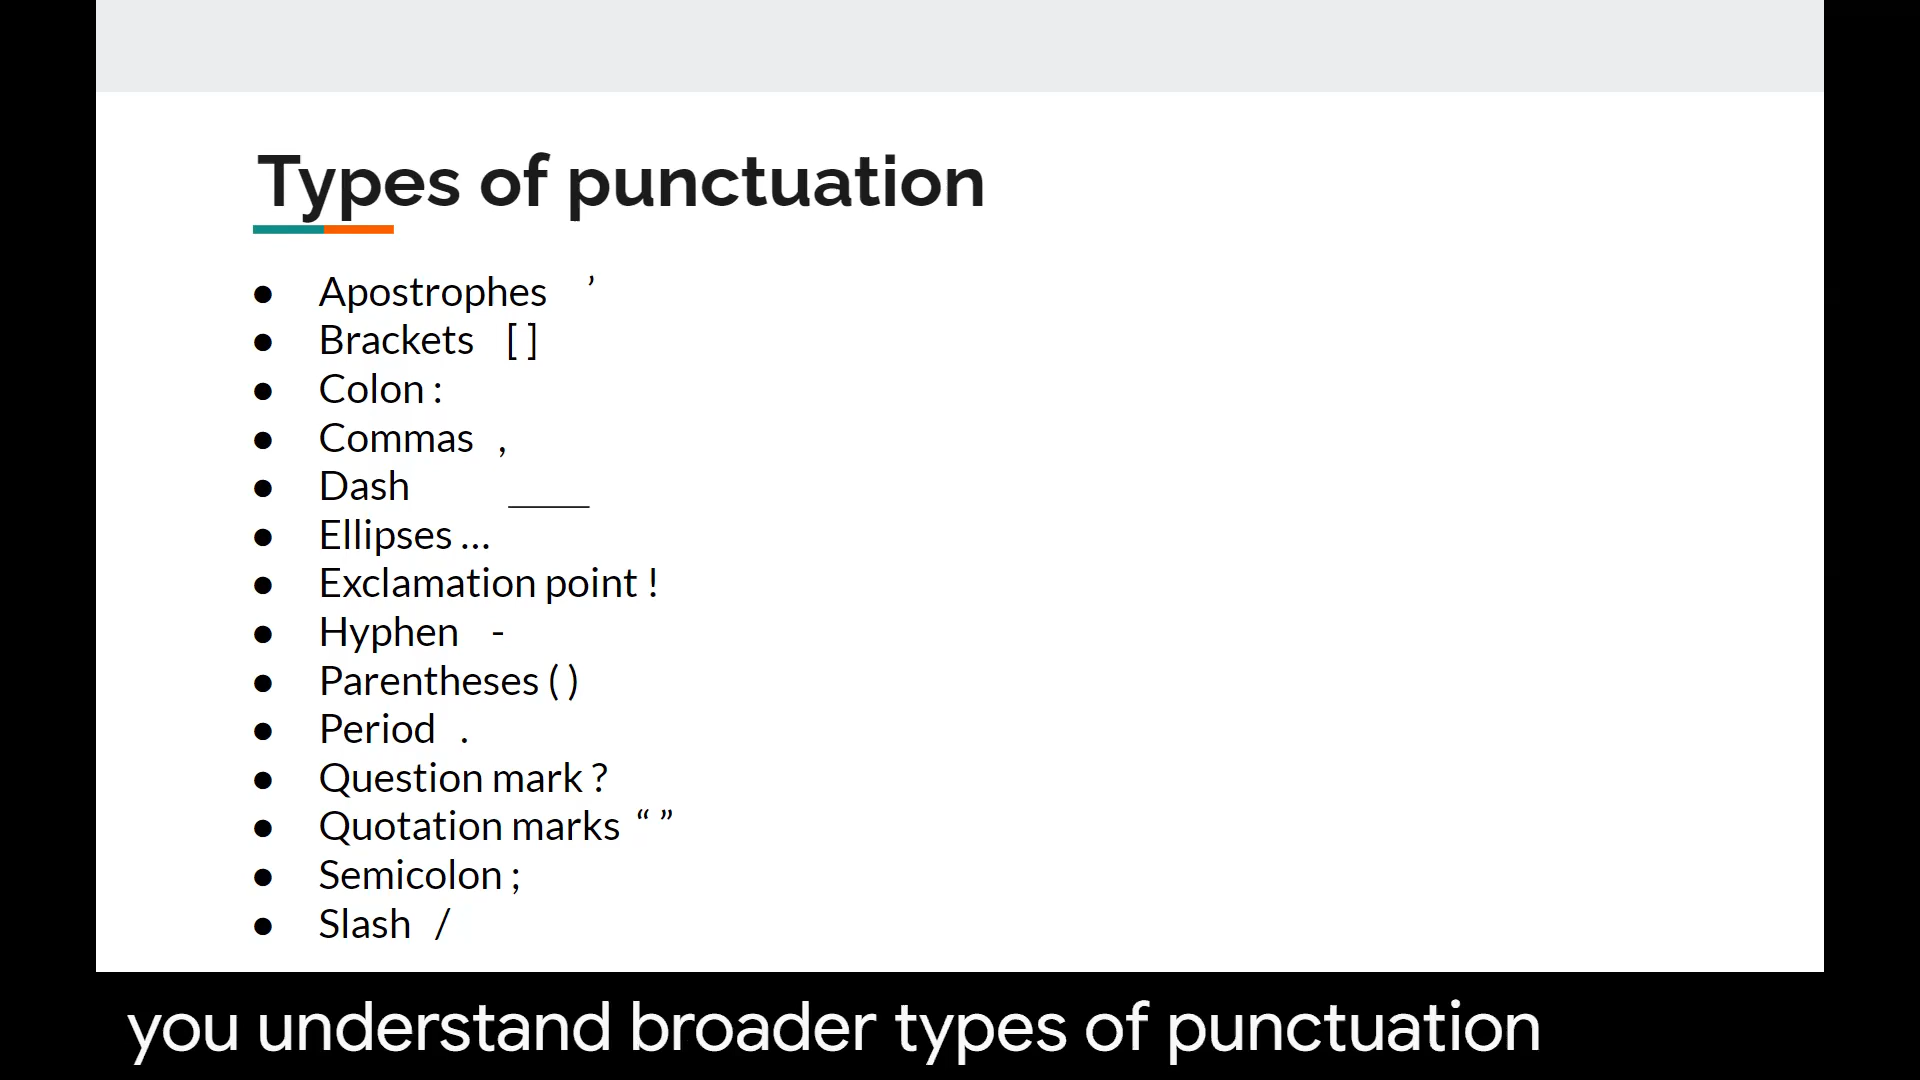 Types of punctuation
● Apostrophes ’
● Brackets [ ]
● Colon :
● Commas ,
● Dash ____
● Ellipses …
● Exclamation point !
● Hyphen -
● Parentheses ( )
● Period .
● Question mark ?
● Quotation marks “ ”
● Semicolon ;
● Slash /
you understand broader types of punctuation